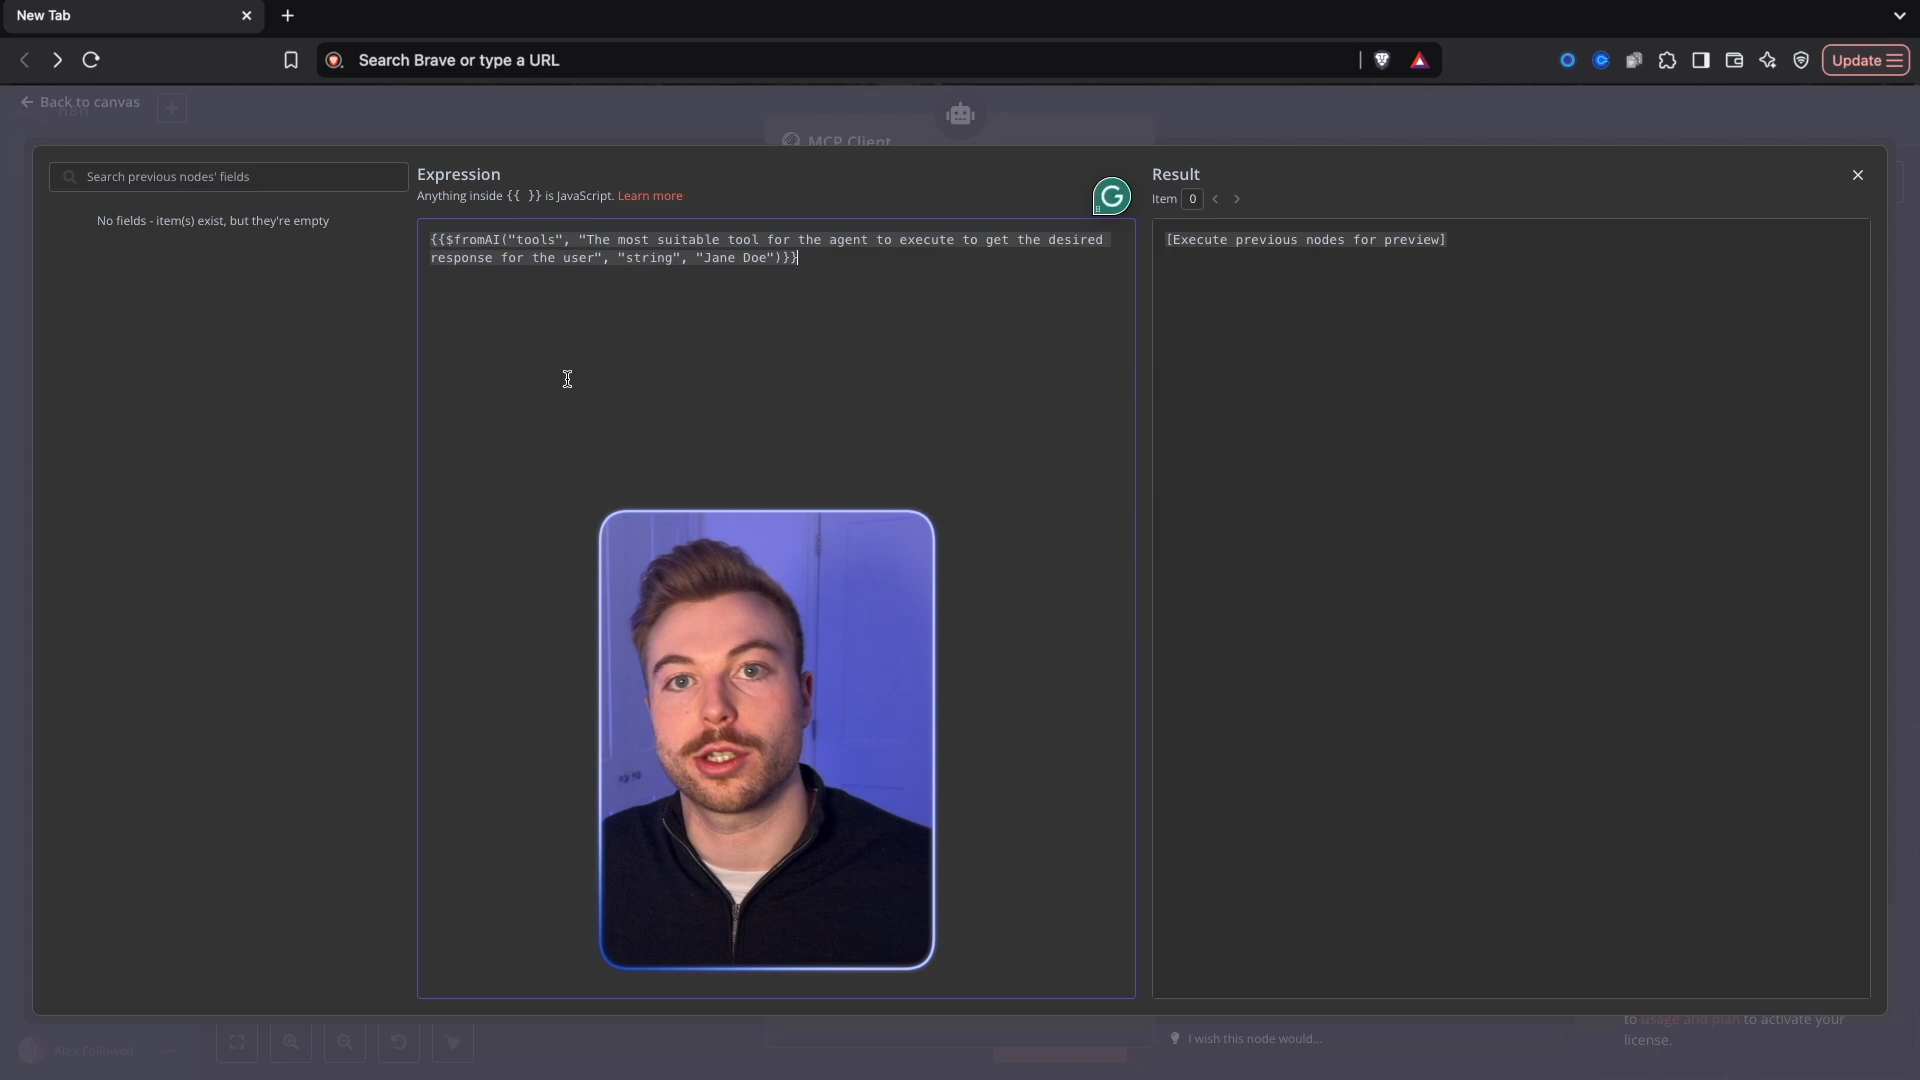 New Tab
Search Brave or type a URL
Update
Back to canvas
MCP Client
Search previous nodes' fields
No fields - item(s) exist, but they're empty
Expression
Anything inside {{ }} is JavaScript. Learn more
{{$fromAI("tools", "The most suitable tool for the agent to execute to get the desired
response for the user", "string", "Jane Doe")}}
Result
Item 0
[Execute previous nodes for preview]
Alex Followell
I wish this node would...
to usage and plan to activate your
license.